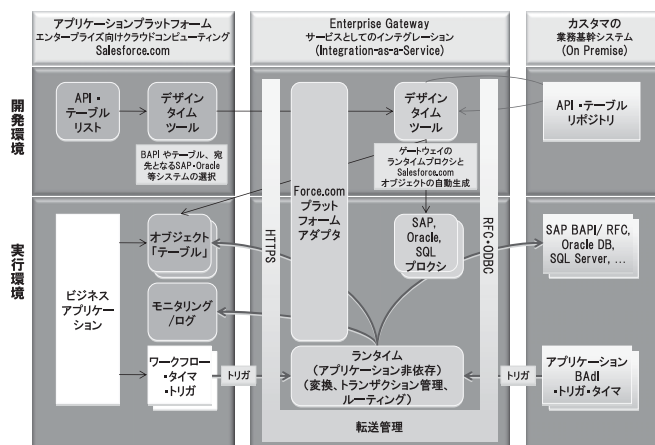 アプリケーションプラットフォーム
エンタープライズ向けクラウドコンピューティング
Salesforce.com
Enterprise Gateway
サービスとしてのインテグレーション
(Integration-as-a-Service)
カスタマの
業務基幹システム
(On Premise)
開発環境
API・
テーブル
リスト
デザイン
タイム
ツール
デザイン
タイム
ツール
API・テーブル
リポジトリ
BAPIやテーブル、宛
先となるSAP・Oracle
等システムの選択
ゲートウェイの
ランタイムプロクシと
Salesforce.com
オブジェクトの自動生成
実行環境
ビジネス
アプリケー
ション
オブジェクト
「テーブル」
モニタリング
/ログ
ワークフロー
・タイマ
・トリガ
トリガ
HTTPS
Force.com
プラット
フォーム
アダプタ
SAP,
Oracle,
SQL
プロクシ
RFC・ODBC
SAP BAPI/ RFC,
Oracle DB,
SQL Server, ...
ランタイム
(アプリケーション非依存)
(変換、トランザクション管理、
ルーティング)
トリガ
アプリケーション
BAdI
・トリガ・タイマ
転送管理